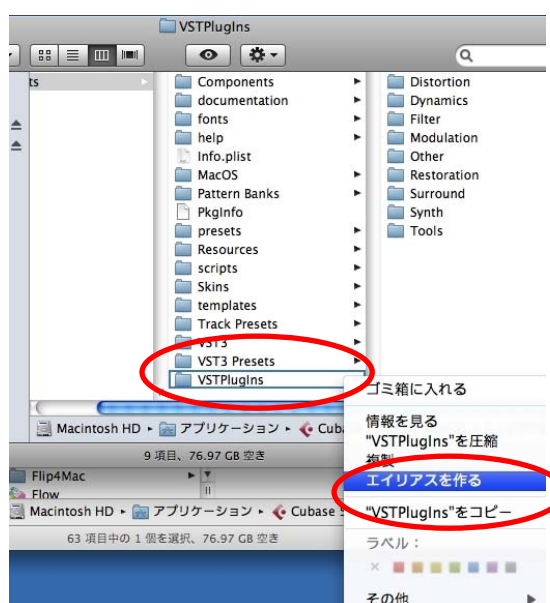 VSTPlugIns
ts
Components
documentation
fonts
help
Info.plist
MacOS
Pattern Banks
PkgInfo
presets
Resources
scripts
Skins
templates
Track Presets
VST3
VST3 Presets
VSTPlugIns
Distortion
Dynamics
Filter
Modulation
Other
Restoration
Surround
Synth
Tools
Macintosh HD ▸ アプリケーション ▸ Cuba
9 項目、76.97 GB 空き
Flip4Mac
Flow
Macintosh HD ▸ アプリケーション ▸ Cubase
63 項目中の 1 個を選択、76.97 GB 空き
ゴミ箱に入れる
情報を見る
"VSTPlugIns"を圧縮
複製
エイリアスを作る
"VSTPlugIns"をコピー
ラベル：
その他